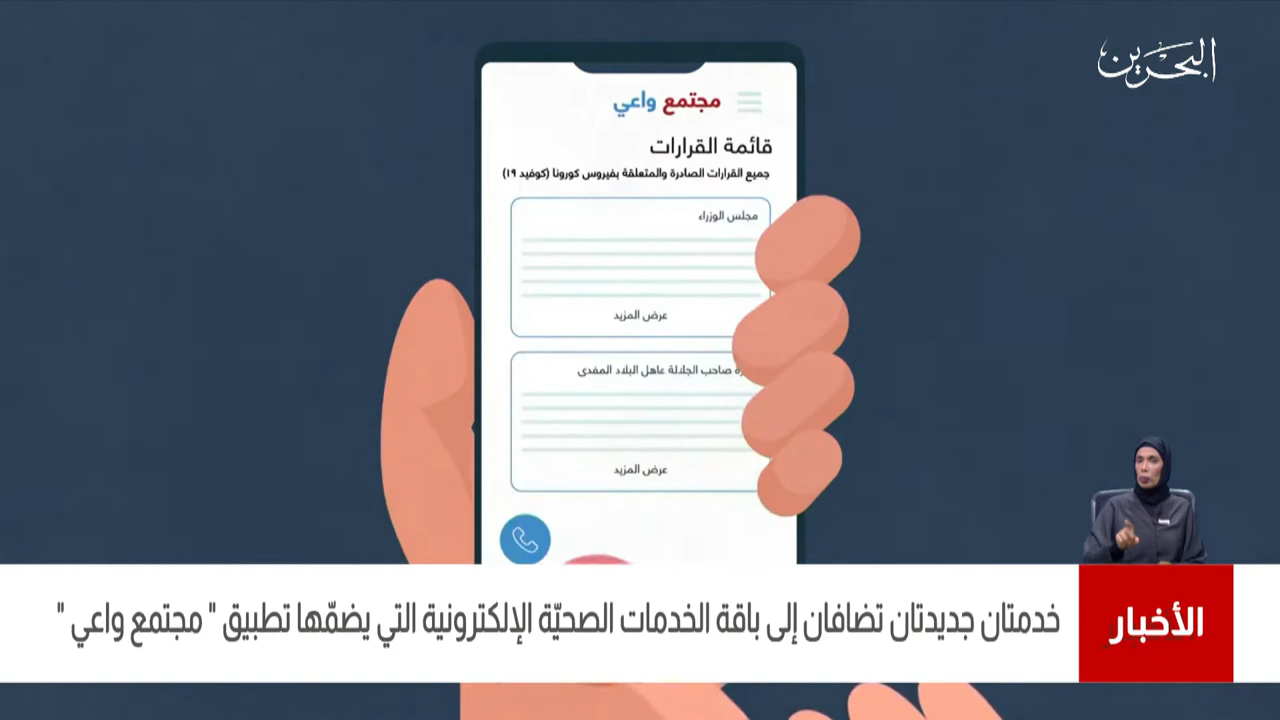 البحرين
مجتمع واعي
قائمة القرارات
جميع القرارات الصادرة والمتعلقة بفيروس كورونا (كوفيد ١٩)
مجلس الوزراء
عرض المزيد
صاحب الجلالة عاهل البلاد المفدى
عرض المزيد
الأخبار
خدمتان جديدتان تضافان إلى باقة الخدمات الصحيّة الإلكترونية التي يضمّها تطبيق " مجتمع واعي "